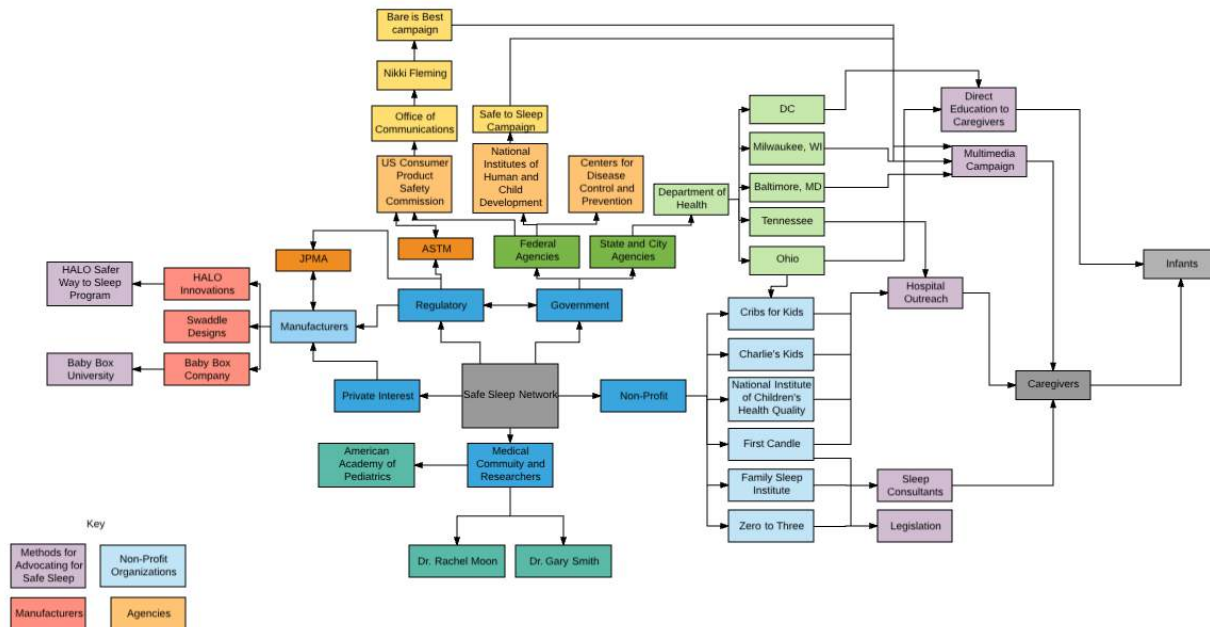 Bare is Best
campaign
Nikki Fleming
Office of
Communications
Safe to Sleep
Campaign
US Consumer
Product
Safety
Commission
National
Institutes of
Human and
Child
Development
Centers for
Disease
Control and
Prevention
Department of
Health
DC
Milwaukee, WI
Baltimore, MD
Tennessee
Ohio
Direct
Education to
Caregivers
Multimedia
Campaign
JPMA
ASTM
Federal
Agencies
State and City
Agencies
Infants
HALO Safer
Way to Sleep
Program
HALO
Innovations
Swaddle
Designs
Baby Box
University
Baby Box
Company
Manufacturers
Regulatory
Government
Hospital
Outreach
Cribs for Kids
Charlie's Kids
National Institute
of Children's
Health Quality
First Candle
Family Sleep
Institute
Zero to Three
Private Interest
Safe Sleep Network
Non-Profit
Caregivers
American
Academy of
Pediatrics
Medical
Commuity and
Researchers
Sleep
Consultants
Legislation
Dr. Rachel Moon
Dr. Gary Smith
Key
Methods for
Advocating for
Safe Sleep
Non-Profit
Organizations
Manufacturers
Agencies